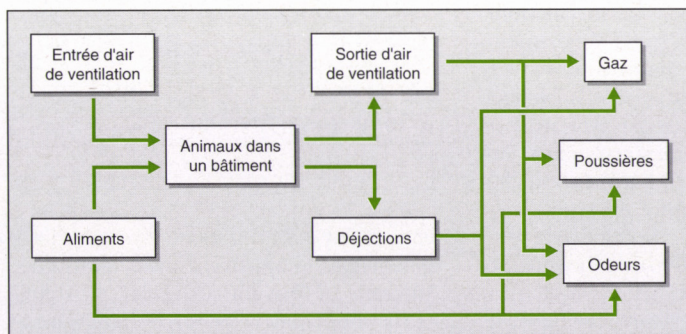 Entrée d'air
de ventilation
Sortie d'air
de ventilation
Gaz
Animaux dans
un bâtiment
Poussières
Aliments
Déjections
Odeurs